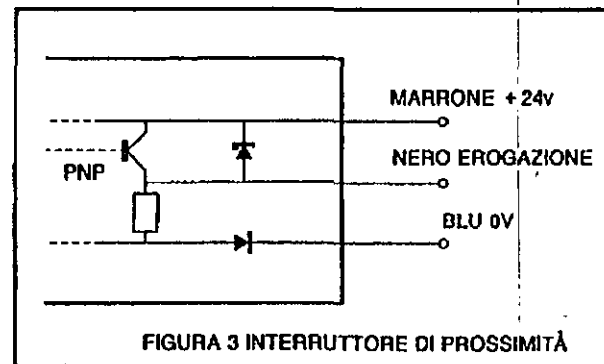 MARRONE + 24v
PNP
NERO EROGAZIONE
BLU 0V
FIGURA 3 INTERRUTTORE DI PROSSIMITÀ